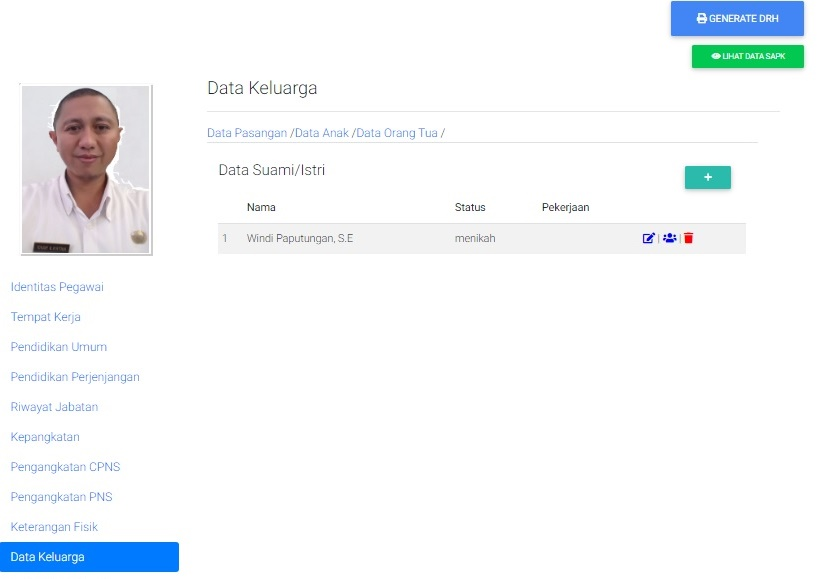 GENERATE DRH
LIHAT DATA SAPK
Data Keluarga
Data Pasangan /Data Anak /Data Orang Tua /
Data Suami/Istri
+
Nama Status Pekerjaan
1 Windi Paputungan, S.E menikah
Identitas Pegawai
Tempat Kerja
Pendidikan Umum
Pendidikan Perjenjangan
Riwayat Jabatan
Kepangkatan
Pengangkatan CPNS
Pengangkatan PNS
Keterangan Fisik
Data Keluarga